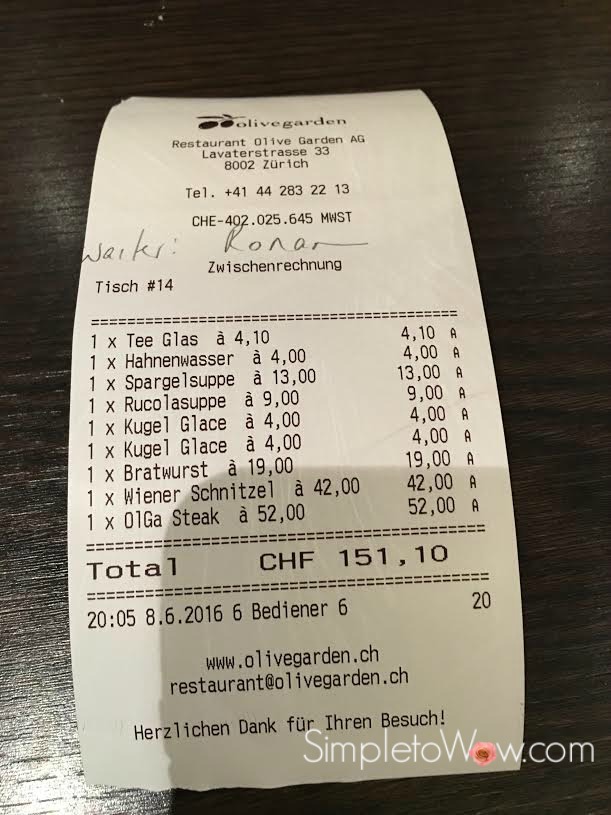 olivegarden
Restaurant Olive Garden AG
Lavaterstrasse 33
8002 Zürich
Tel. +41 44 283 22 13
CHE-402.025.645 MWST
Waiter: Ronan
Zwischenrechnung
Tisch #14
1 x Tee Glas à 4,10 4,10 A
1 x Hahnenwasser à 4,00 4,00 A
1 x Spargelsuppe à 13,00 13,00 A
1 x Rucolasuppe à 9,00 9,00 A
1 x Kugel Glace à 4,00 4,00 A
1 x Kugel Glace à 4,00 4,00 A
1 x Bratwurst à 19,00 19,00 A
1 x Wiener Schnitzel à 42,00 42,00 A
1 x OlGa Steak à 52,00 52,00 A
Total CHF 151,10
20:05 8.6.2016 6 Bediener 6 20
www.olivegarden.ch
restaurant@olivegarden.ch
Herzlichen Dank für Ihren Besuch!
SimpletoWow.com